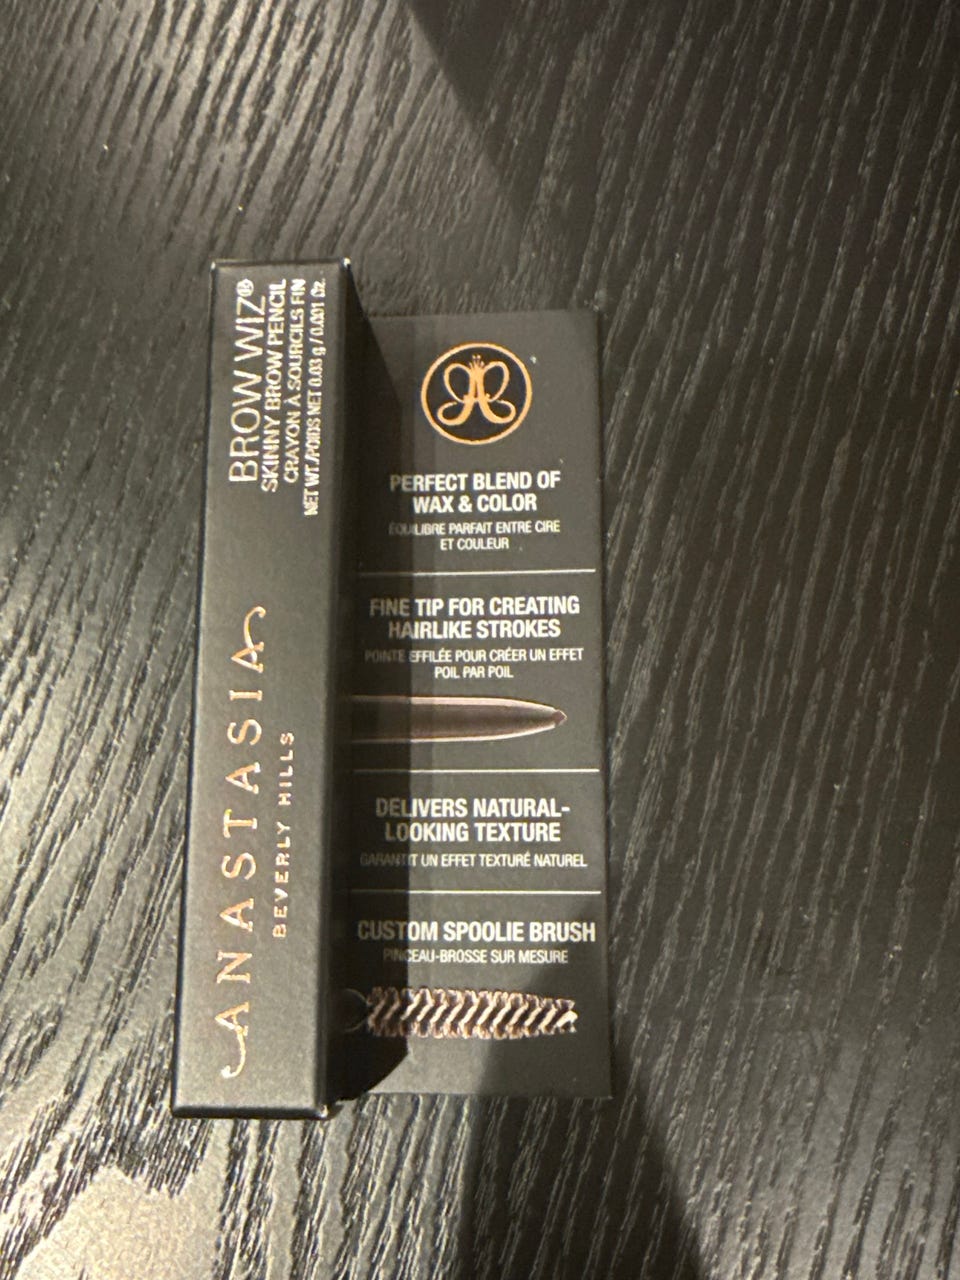 BROW WIZ®
SKINNY BROW PENCIL
CRAYON À SOURCILS FIN
NET WT./POIDS NET 0.03 g / 0.001 Oz.
ANASTASIA
BEVERLY HILLS
A
PERFECT BLEND OF
WAX & COLOR
ÉQUILIBRE PARFAIT ENTRE CIRE
ET COULEUR
FINE TIP FOR CREATING
HAIRLIKE STROKES
POINTE EFFILÉE POUR CRÉER UN EFFET
POIL PAR POIL
DELIVERS NATURAL-
LOOKING TEXTURE
GARANTIT UN EFFET TEXTURÉ NATUREL
CUSTOM SPOOLIE BRUSH
PINCEAU-BROSSE SUR MESURE